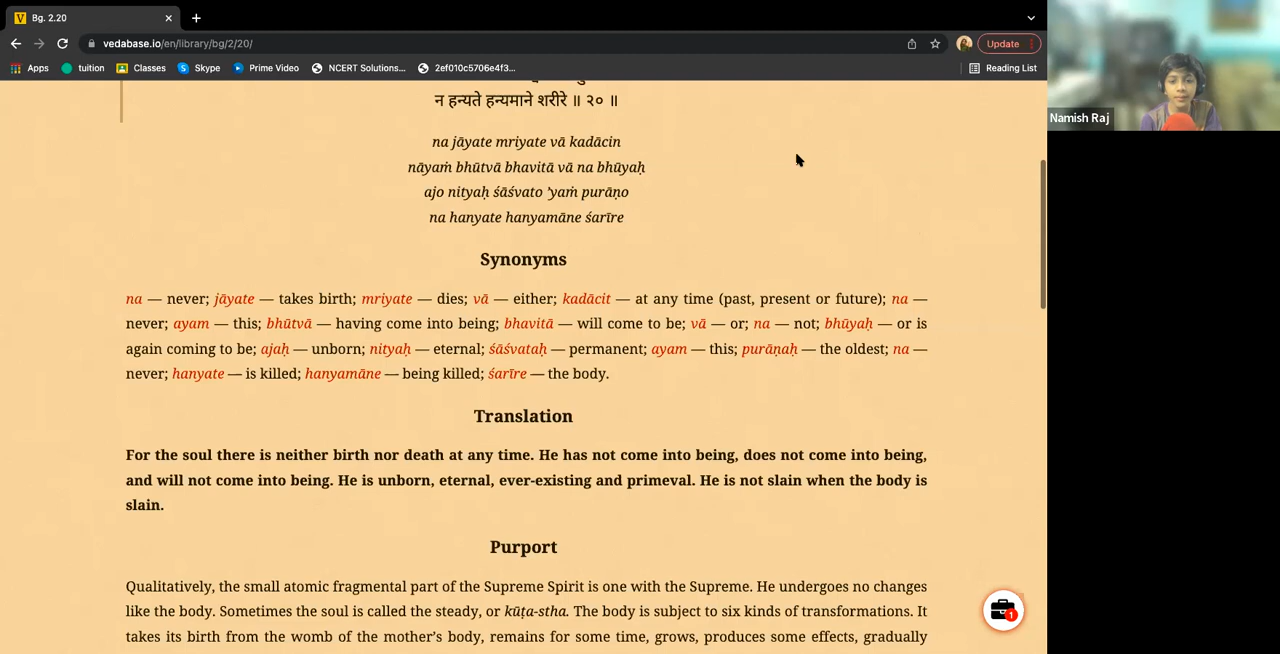 Bg. 2.20
vedabase.io/en/library/bg/2/20/
Update
Apps
tuition
Classes
Skype
Prime Video
NCERT Solutions...
2ef010c5706e4f3...
Reading List
Namish Raj
न हन्यते हन्यमाने शरीरे ॥ २० ॥
na jāyate mriyate vā kadācin
nāyaṁ bhūtvā bhavitā vā na bhūyaḥ
ajo nityaḥ śāśvato ’yaṁ purāṇo
na hanyate hanyamāne śarīre
Synonyms
na — never; jāyate — takes birth; mriyate — dies; vā — either; kadācit — at any time (past, present or future); na —
never; ayam — this; bhūtvā — having come into being; bhavitā — will come to be; vā — or; na — not; bhūyaḥ — or is
again coming to be; ajaḥ — unborn; nityaḥ — eternal; śāśvataḥ — permanent; ayam — this; purāṇaḥ — the oldest; na —
never; hanyate — is killed; hanyamāne — being killed; śarīre — the body.
Translation
For the soul there is neither birth nor death at any time. He has not come into being, does not come into being,
and will not come into being. He is unborn, eternal, ever-existing and primeval. He is not slain when the body is
slain.
Purport
Qualitatively, the small atomic fragmental part of the Supreme Spirit is one with the Supreme. He undergoes no changes
like the body. Sometimes the soul is called the steady, or kūṭa-stha. The body is subject to six kinds of transformations. It
takes its birth from the womb of the mother’s body, remains for some time, grows, produces some effects, gradually
1